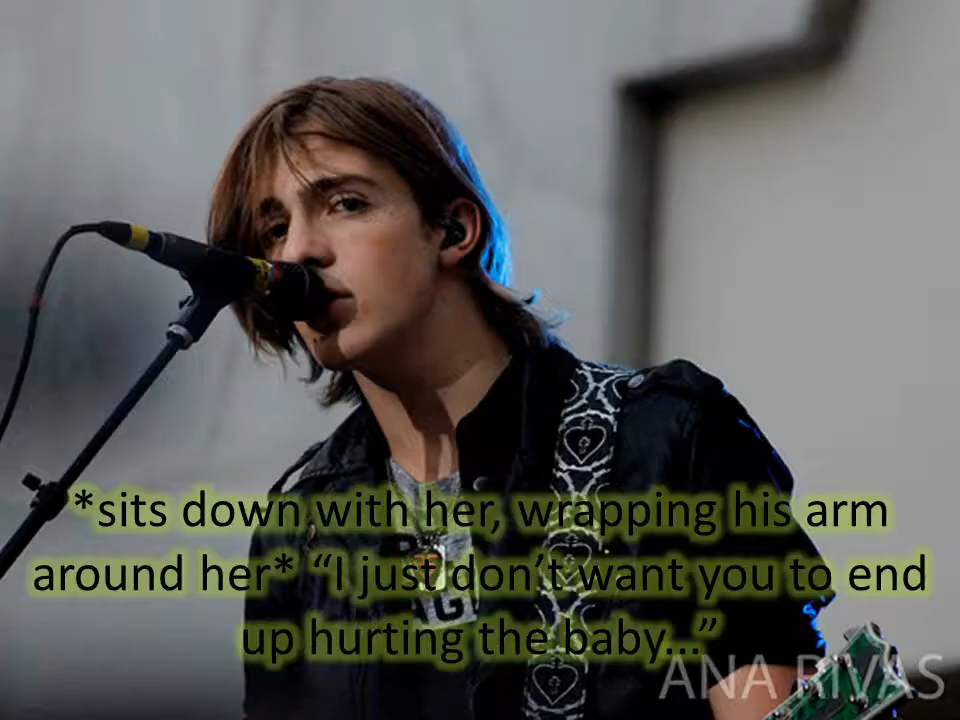 *sits down with her, wrapping his arm
around her* “I just don’t want you to end
up hurting the baby...”
AG
ANA RIVAS